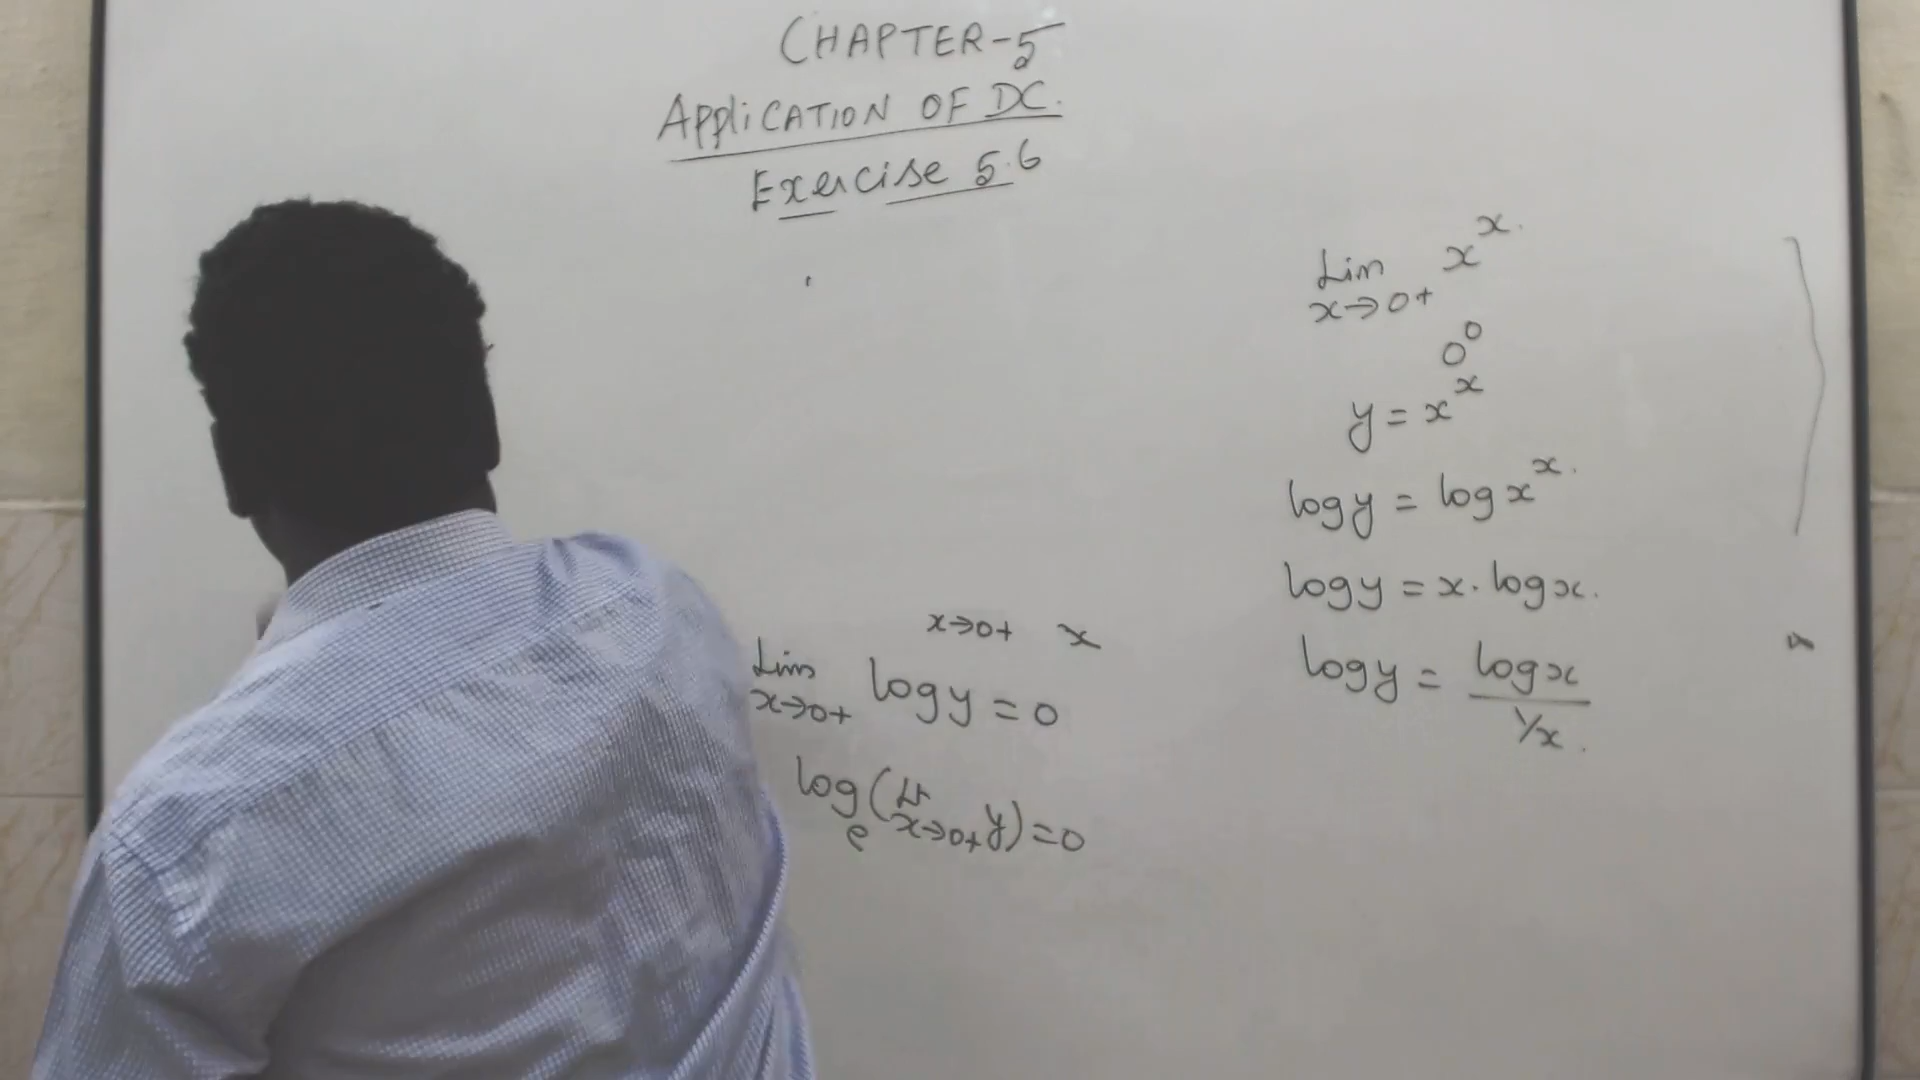 CHAPTER-5
APPLiCATION OF DC.
Exercise 5.6
x→0+ x
Lim x→0+ log y = 0
log e (Lt x→0+ y) = 0
Lim x→0+ x^x.
0^0
y = x^x
log y = log x^x.
log y = x. log x.
log y = log x / 1/x.